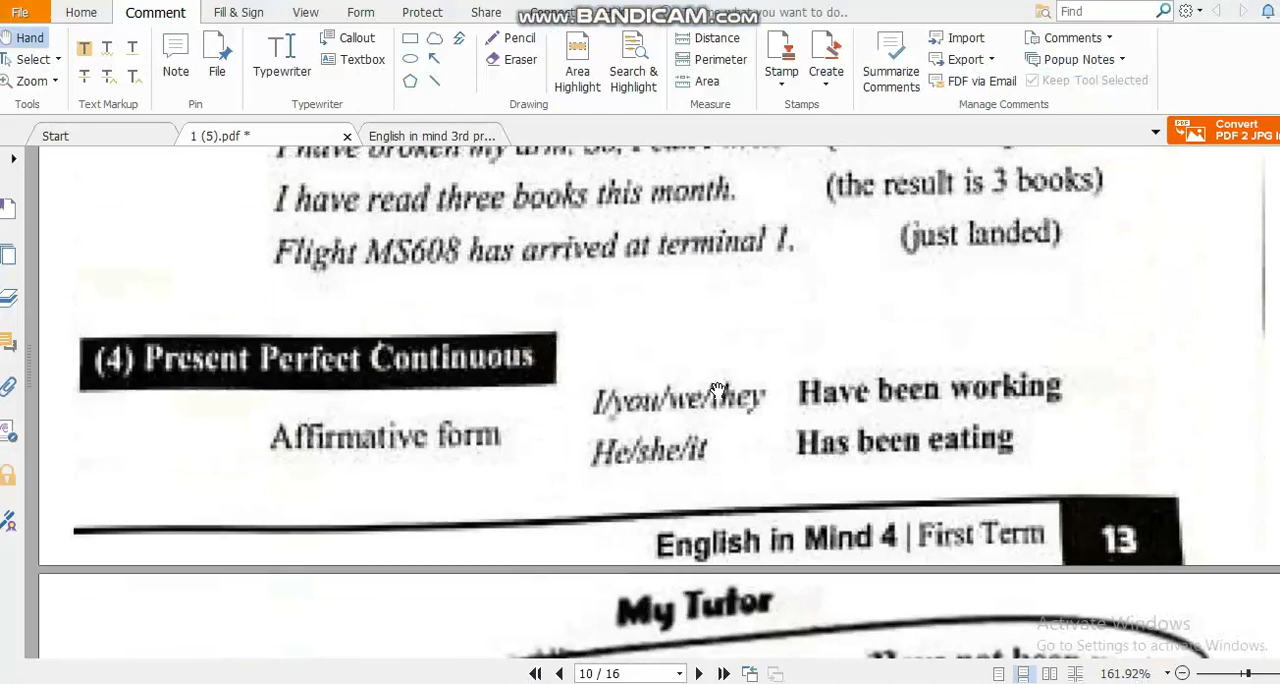 File Home Comment Fill & Sign View Form Protect Share what you want to do.. Find
www.BANDICAM.com
Hand Select Zoom Tools
Text Markup
Note File Pin
Typewriter Callout Textbox Typewriter
Pencil Eraser Area Highlight Search & Highlight Drawing
Distance Perimeter Area Measure
Stamp Create Stamps
Summarize Comments Import Export FDF via Email Comments Popup Notes Keep Tool Selected Manage Comments
Start 1 (5).pdf * English in mind 3rd pr...
Convert
PDF 2 JPG
I have broken my arm. So, I
I have read three books this month. (the result is 3 books)
Flight MS608 has arrived at terminal 1. (just landed)
(4) Present Perfect Continuous
I/you/we/they Have been working
Affirmative form
He/she/it Has been eating
English in Mind 4 | First Term 13
My Tutor
Activate Windows
Go to Settings to activate Windows.
10 / 16 161.92%